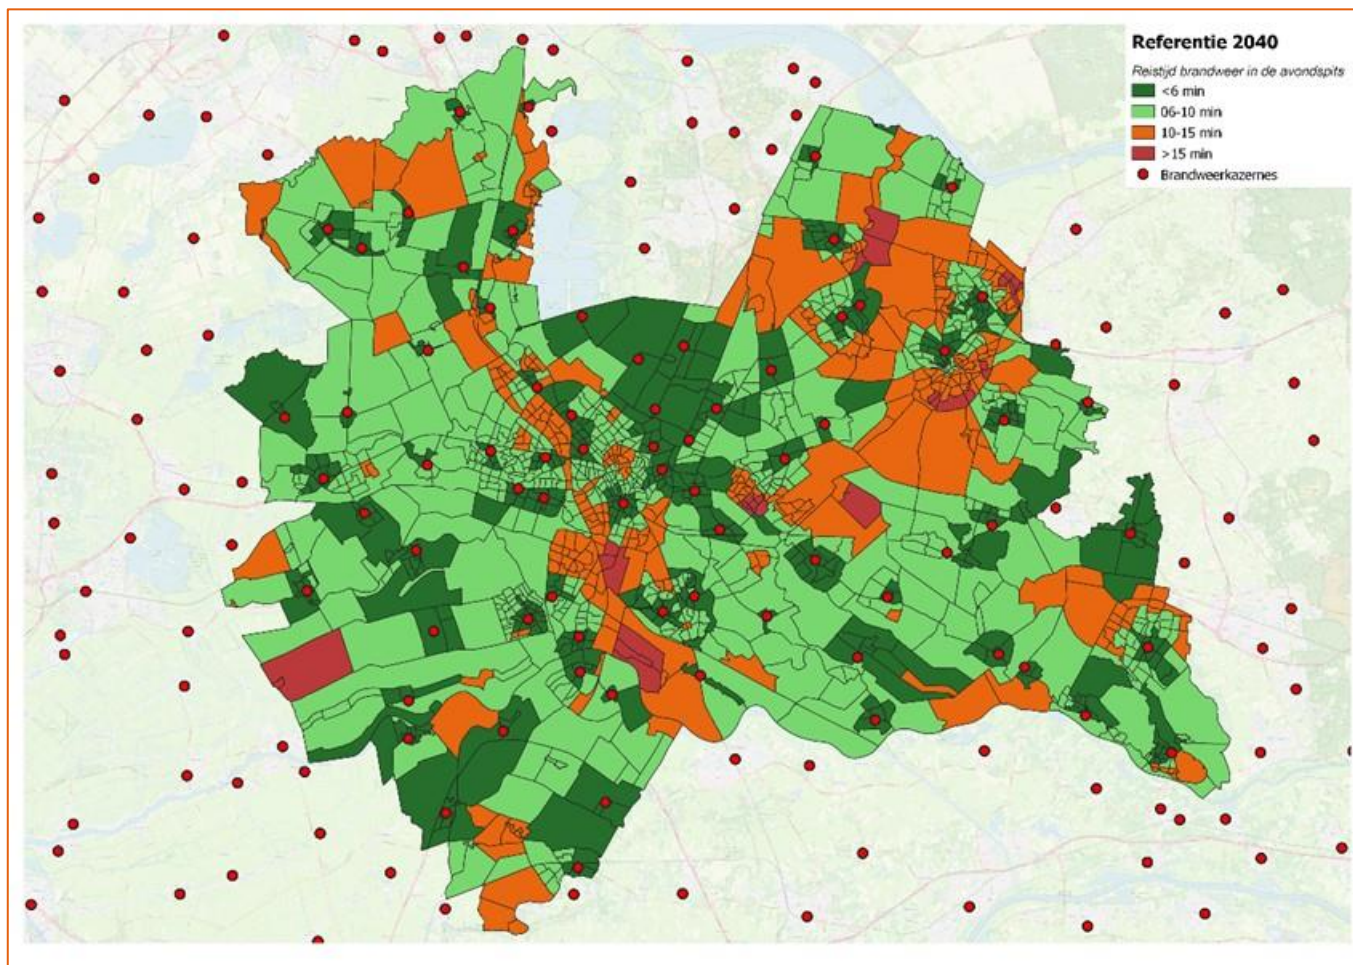 Referentie 2040
Reistijd brandweer in de avondspits
<6 min
06-10 min
10-15 min
>15 min
Brandweerkazernes